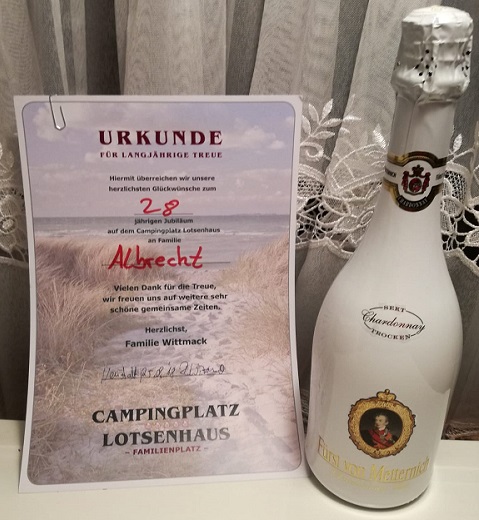 URKUNDE
FÜR LANGJÄHRIGE TREUE
Hiermit überreichen wir unsere
herzlichsten Glückwünsche zum
28
jährigen Jubiläum
auf dem Campingplatz Lotsenhaus
an Familie
Albrecht
Vielen Dank für die Treue,
wir freuen uns auf weitere sehr
schöne gemeinsame Zeiten.
Herzlichst,
Familie Wittmack
CAMPINGPLATZ
LOTSENHAUS
– FAMILIENPLATZ –
SEKT
Chardonnay
TROCKEN
Fürst von Metternich